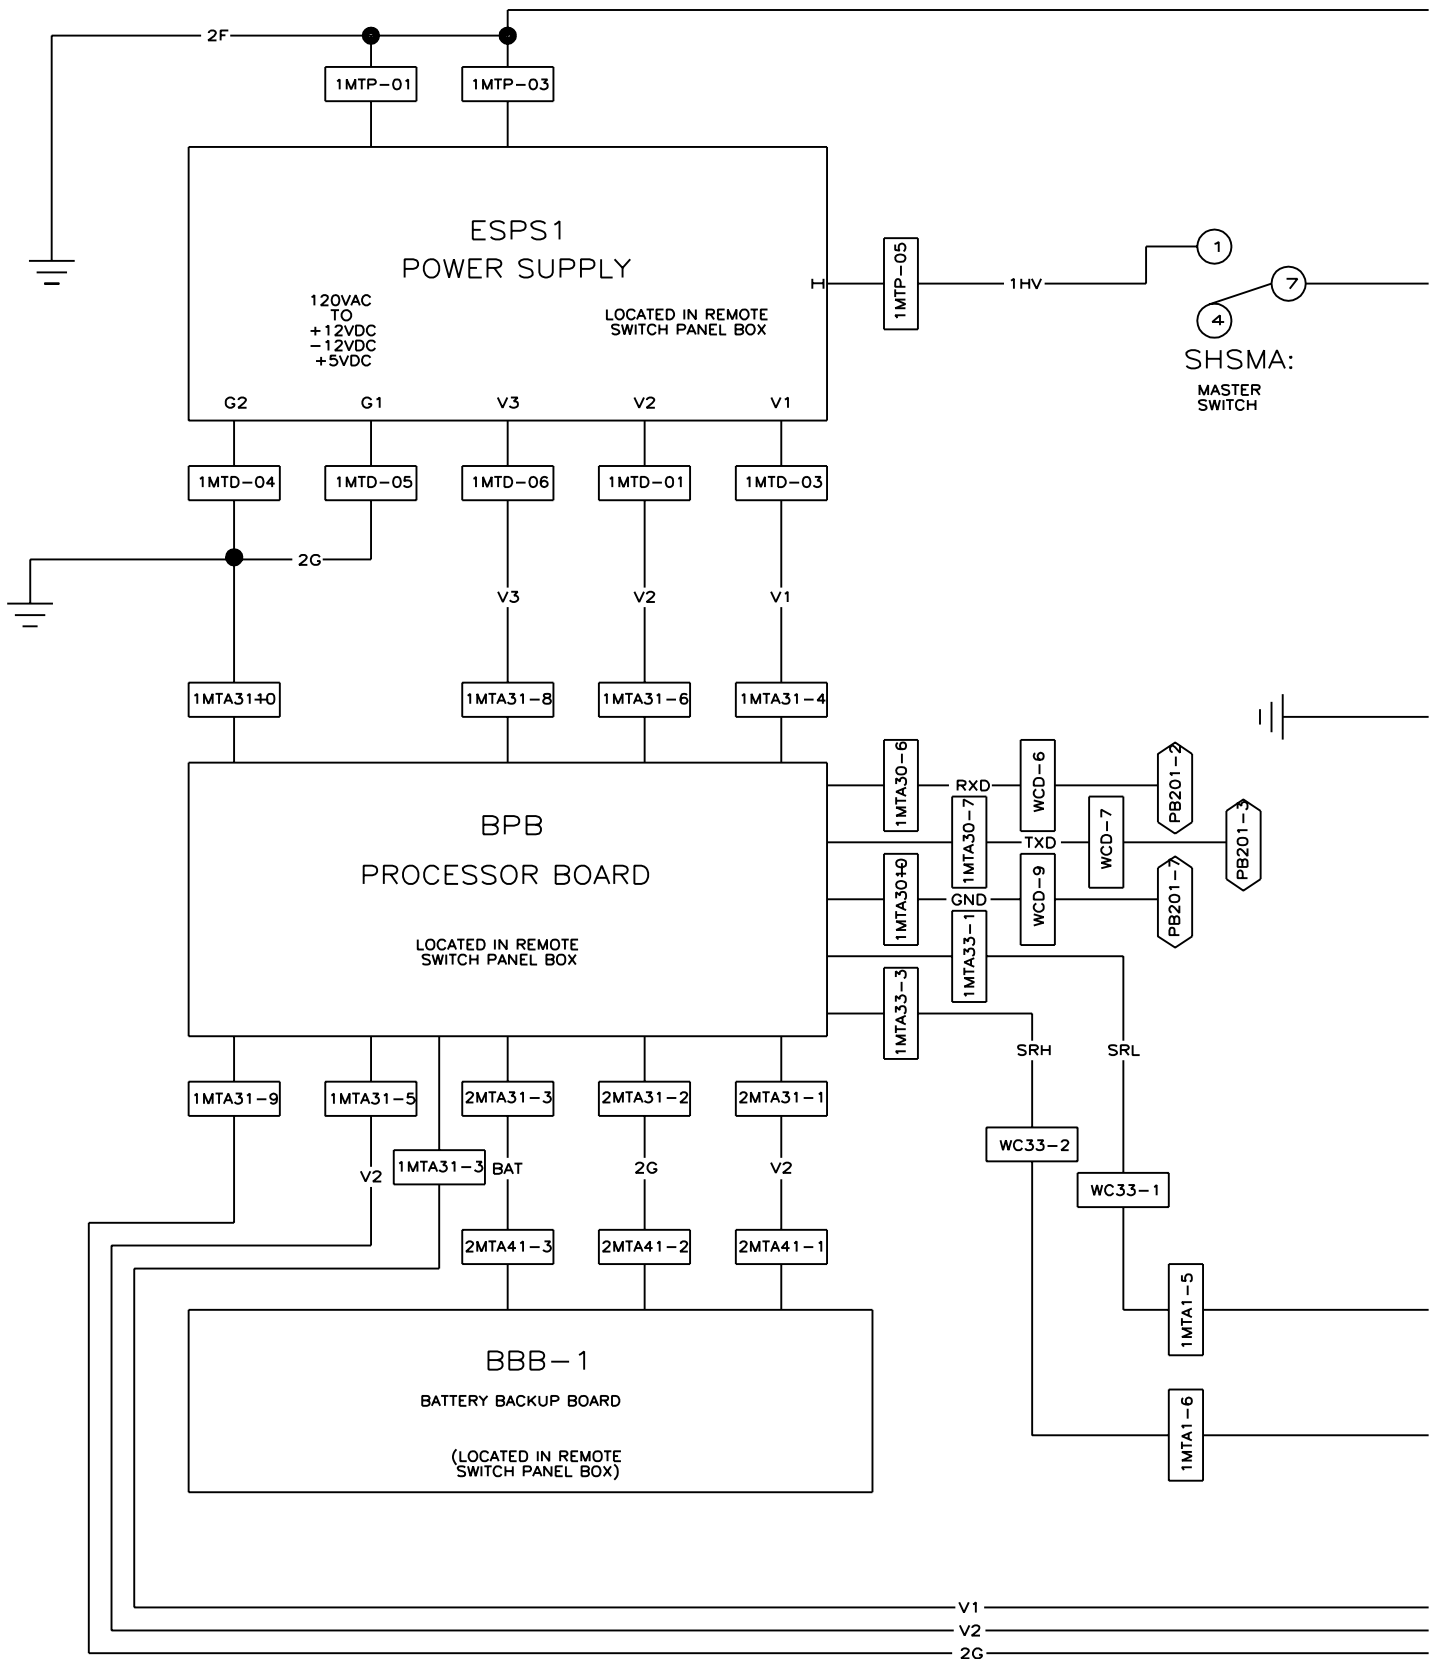 2F
1MTP-01
1MTP-03
ESPS1
POWER SUPPLY
120VAC
TO
+12VDC
-12VDC
+5VDC
LOCATED IN REMOTE
SWITCH PANEL BOX
H
1MTP-05
1HV
1
7
4
SHSMA:
MASTER
SWITCH
G2
G1
V3
V2
V1
1MTD-04
1MTD-05
1MTD-06
1MTD-01
1MTD-03
2G
V3
V2
V1
1MTA31-10
1MTA31-8
1MTA31-6
1MTA31-4
BPB
PROCESSOR BOARD
LOCATED IN REMOTE
SWITCH PANEL BOX
1MTA30-6
RXD
WCD-6
PB201-2
1MTA30-7
TXD
WCD-7
PB201-3
1MTA30-10
GND
WCD-9
PB201-7
1MTA33-1
1MTA33-3
SRH
SRL
1MTA31-9
1MTA31-5
2MTA31-3
2MTA31-2
2MTA31-1
WC33-2
V2
1MTA31-3
BAT
2G
V2
WC33-1
2MTA41-3
2MTA41-2
2MTA41-1
1MTA1-5
BBB-1
BATTERY BACKUP BOARD
(LOCATED IN REMOTE
SWITCH PANEL BOX)
1MTA1-6
V1
V2
2G